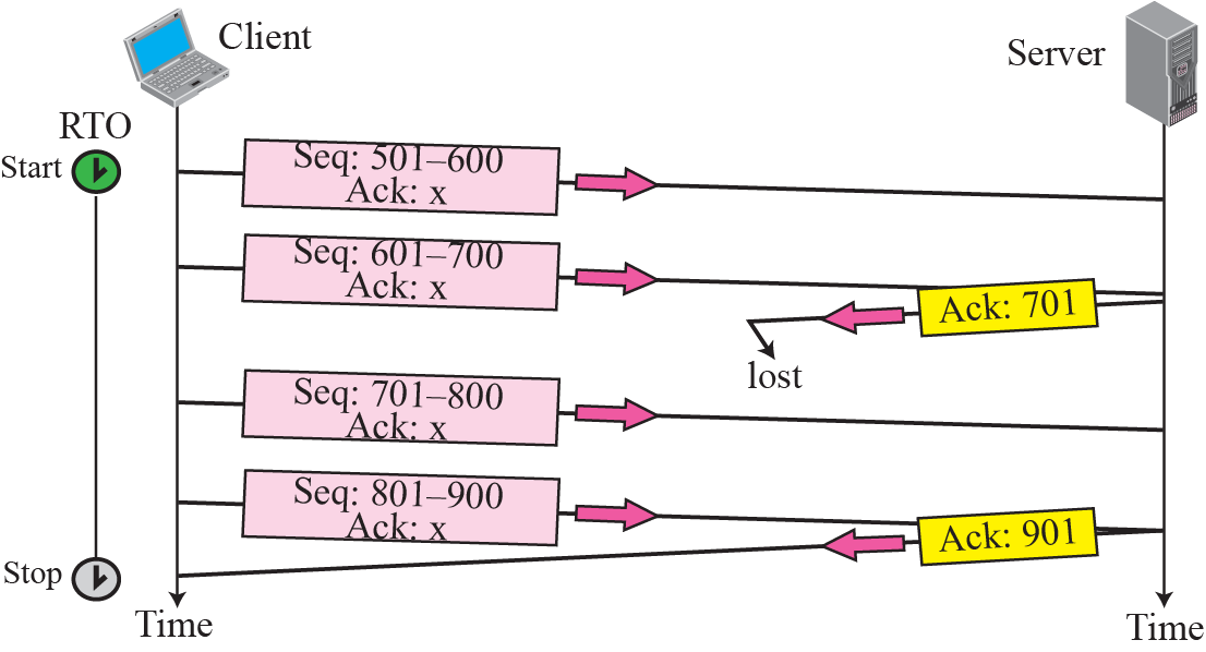 Client
Server
RTO
Start
Seq: 501–600
Ack: x
Seq: 601–700
Ack: x
Ack: 701
lost
Seq: 701–800
Ack: x
Seq: 801–900
Ack: x
Ack: 901
Stop
Time
Time